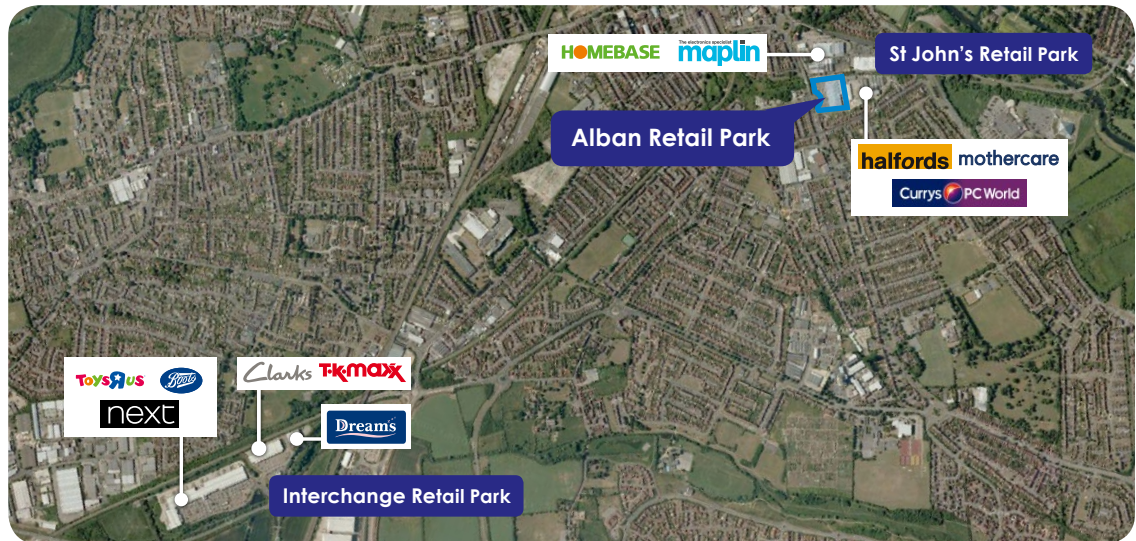 HOMEBASE
The electronics specialist
maplin
St John's Retail Park
Alban Retail Park
halfords mothercare
Currys PC World
Toys R us Boots
next
Clarks T·K·maxx
Dreams
Interchange Retail Park